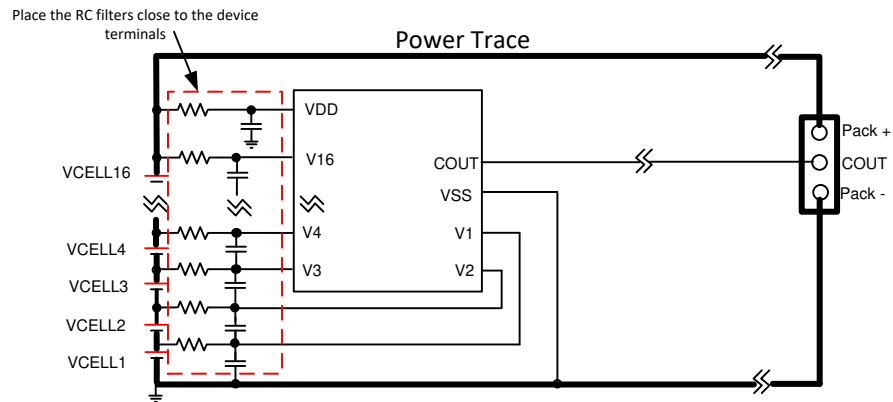 Place the RC filters close to the device
terminals
Power Trace
VDD
Pack +
V16
COUT
COUT
VCELL16
VSS
Pack -
V4
V1
VCELL4
V3
V2
VCELL3
VCELL2
VCELL1